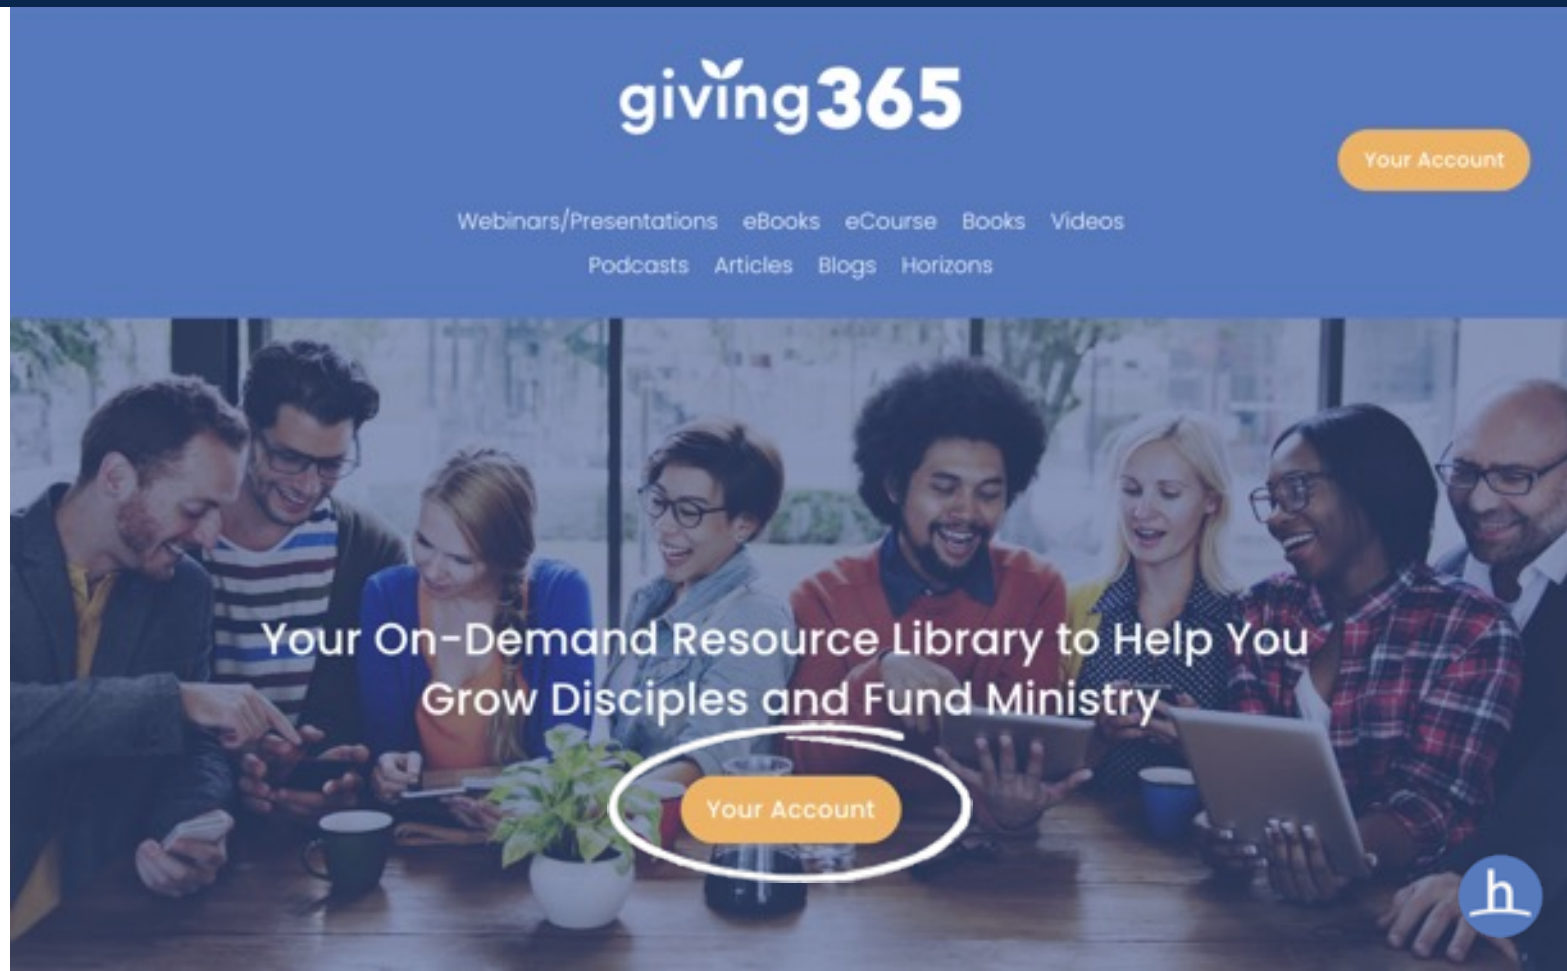 giving365
Your Account
Webinars/Presentations eBooks eCourse Books Videos
Podcasts Articles Blogs Horizons
Your On-Demand Resource Library to Help You
Grow Disciples and Fund Ministry
Your Account
h